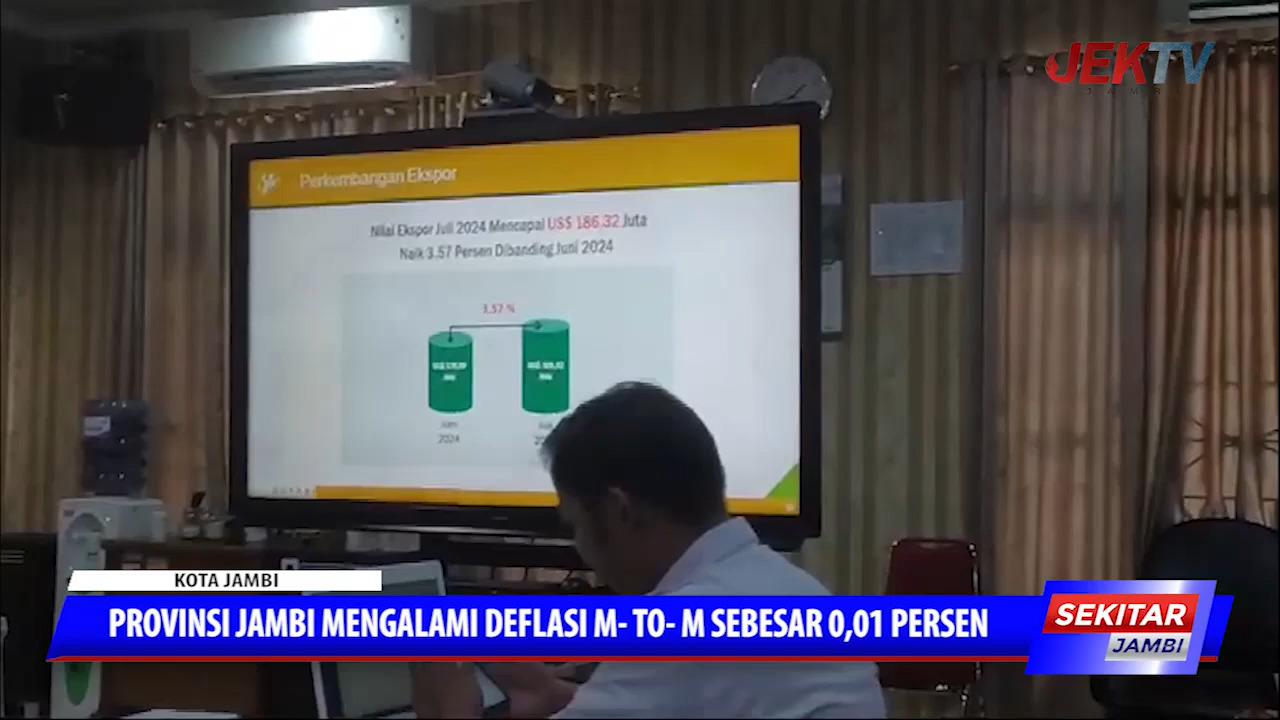 JEKTV
JAMBI
Perkembangan Ekspor
Nilai Ekspor Juli 2024 Mencapai US$ 186.32 Juta
Naik 3.57 Persen Dibanding Juni 2024
3.57 %
Juni
2024
KOTA JAMBI
PROVINSI JAMBI MENGALAMI DEFLASI M- TO- M SEBESAR 0,01 PERSEN
SEKITAR
JAMBI